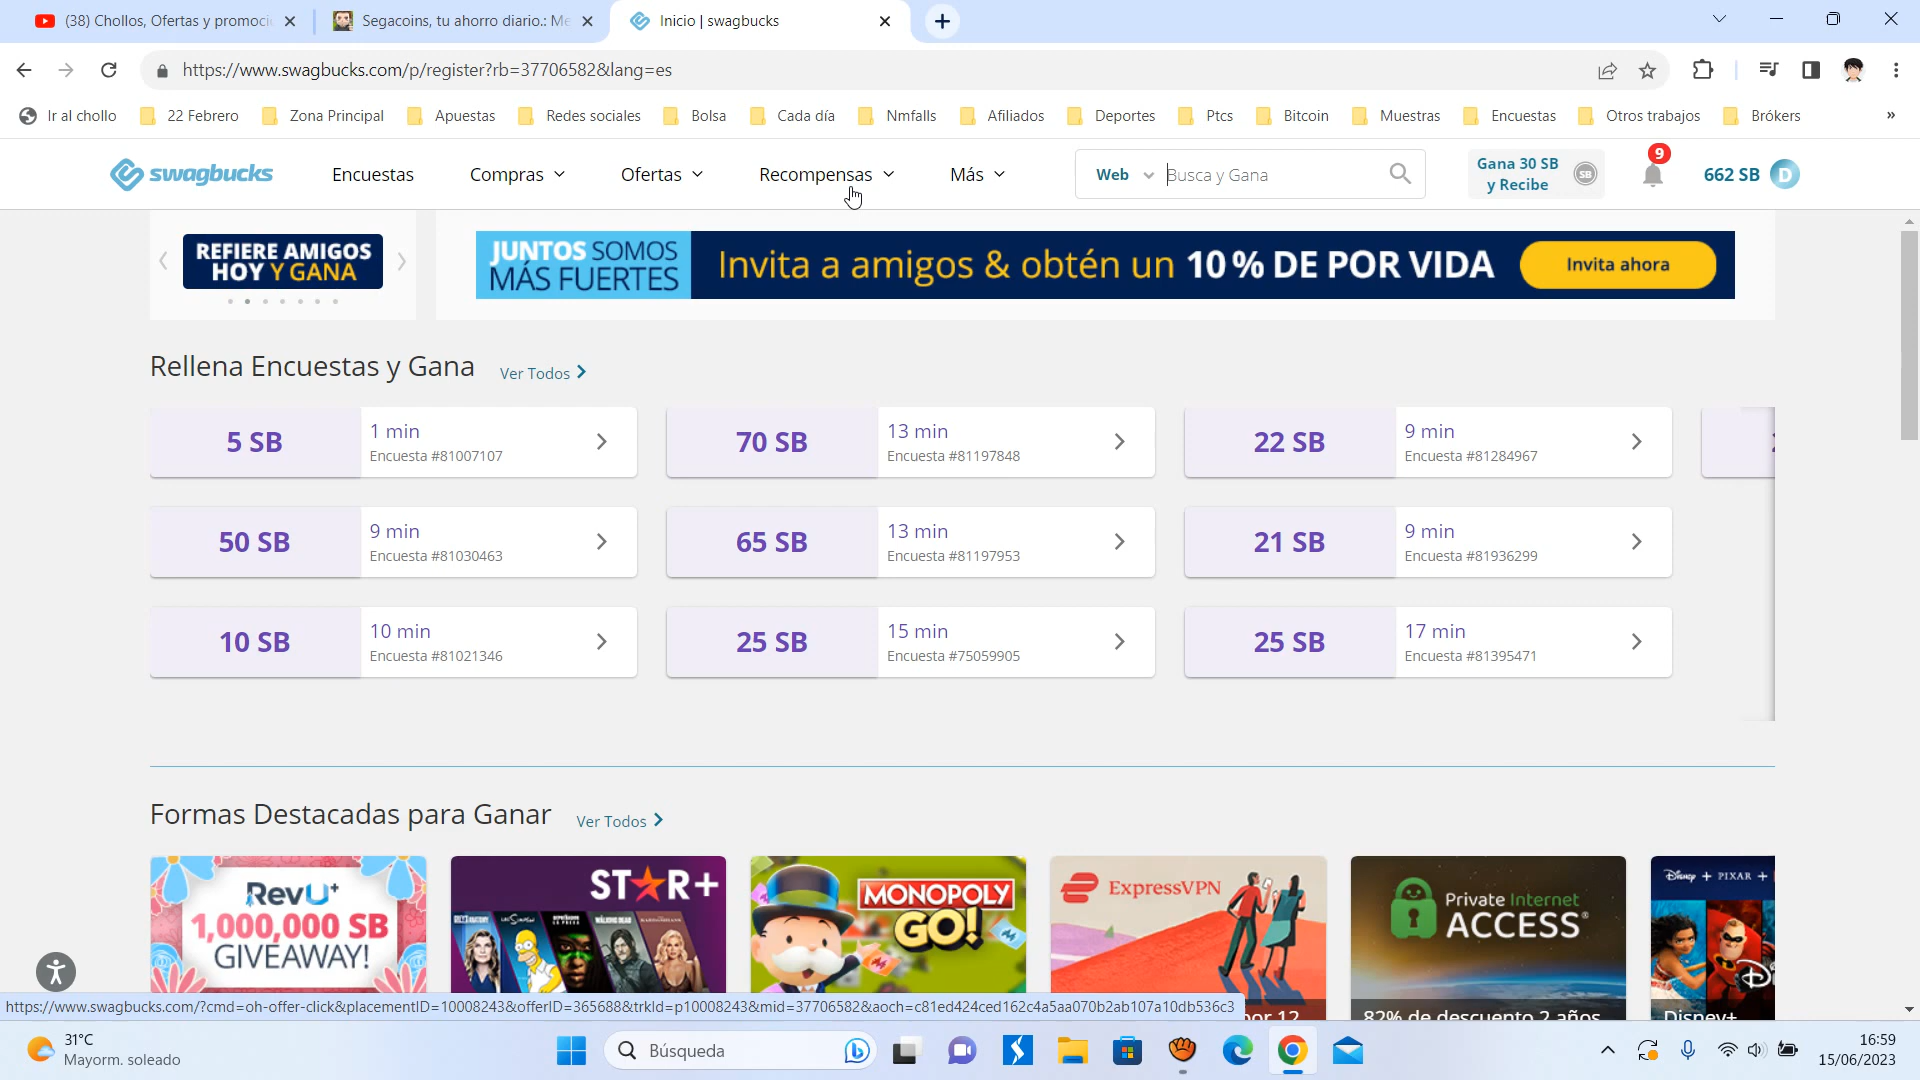 (38) Chollos, Ofertas y promoci
Segacoins, tu ahorro diario.: Me
Inicio | swagbucks
https://www.swagbucks.com/p/register?rb=37706582&lang=es
Ir al chollo
22 Febrero
Zona Principal
Apuestas
Redes sociales
Bolsa
Cada día
Nmfalls
Afiliados
Deportes
Ptcs
Bitcoin
Muestras
Encuestas
Otros trabajos
Brókers
»
swagbucks
Encuestas
Compras
Ofertas
Recompensas
Más
Web
Busca y Gana
Gana 30 SB
y Recibe
SB
9
662 SB
D
REFIERE AMIGOS
HOY Y GANA
JUNTOS SOMOS
MÁS FUERTES
Invita a amigos & obtén un 10% DE POR VIDA
Invita ahora
Rellena Encuestas y Gana
Ver Todos
5 SB
1 min
Encuesta #81007107
70 SB
13 min
Encuesta #81197848
22 SB
9 min
Encuesta #81284967
50 SB
9 min
Encuesta #81030463
65 SB
13 min
Encuesta #81197953
21 SB
9 min
Encuesta #81936299
10 SB
10 min
Encuesta #81021346
25 SB
15 min
Encuesta #75059905
25 SB
17 min
Encuesta #81395471
Formas Destacadas para Ganar
Ver Todos
RevU+
1,000,000 SB
GIVEAWAY!
STAR+
MONOPOLY
GO!
ExpressVPN
Private Internet
ACCESS®
Disney + PIXAR +
por 12
82% de descuento 2 años
Disney+
https://www.swagbucks.com/?cmd=oh-offer-click&placementID=10008243&offerID=365688&trkId=p10008243&mid=37706582&aoch=c81ed424ced162c4a5aa070b2ab107a10db536c3
31°C
Mayorm. soleado
Búsqueda
16:59
15/06/2023